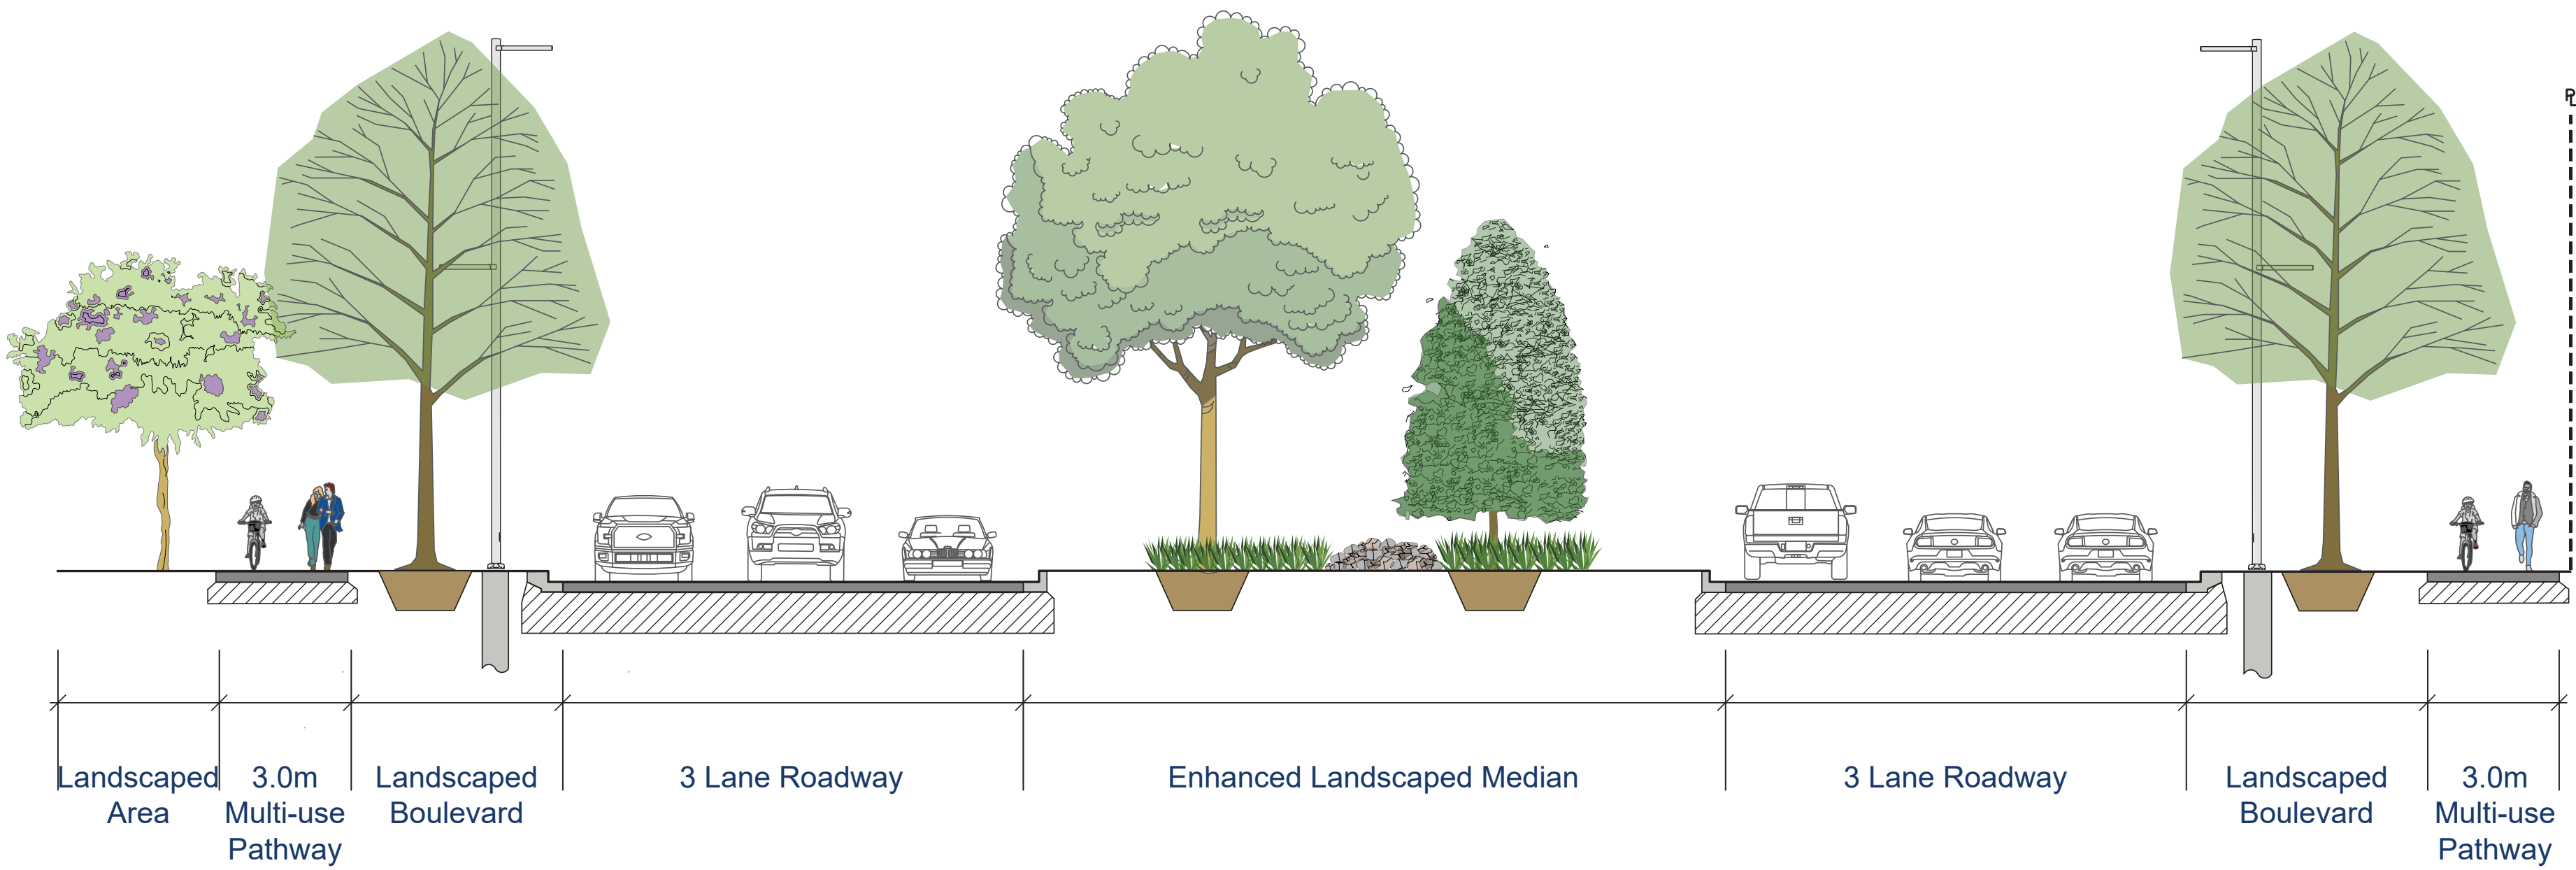 PL
Landscaped
Area
3.0m
Multi-use
Pathway
Landscaped
Boulevard
3 Lane Roadway
Enhanced Landscaped Median
3 Lane Roadway
Landscaped
Boulevard
3.0m
Multi-use
Pathway